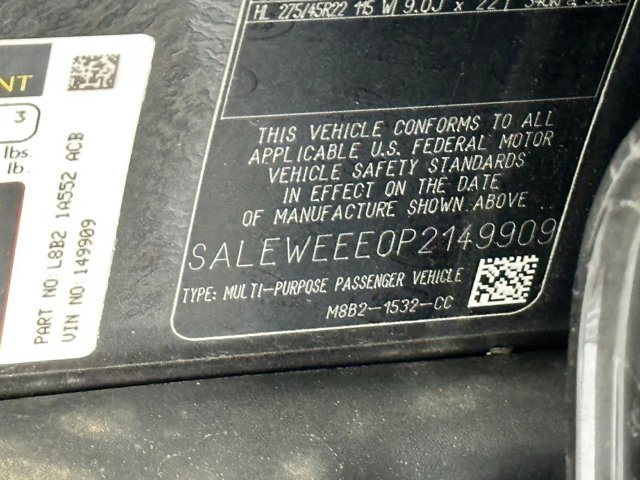 HL 275/45R22 115 W 9.0J x 22
THIS VEHICLE CONFORMS TO ALL
APPLICABLE U.S. FEDERAL MOTOR
VEHICLE SAFETY STANDARDS
IN EFFECT ON THE DATE
OF MANUFACTURE SHOWN ABOVE
SALEWEEE0P2149909
TYPE: MULTI-PURPOSE PASSENGER VEHICLE
M8B2-1532-CC
NT
3
lbs.
lb.
PART NO: L8B2 1A552 ACB
VIN NO: 149909